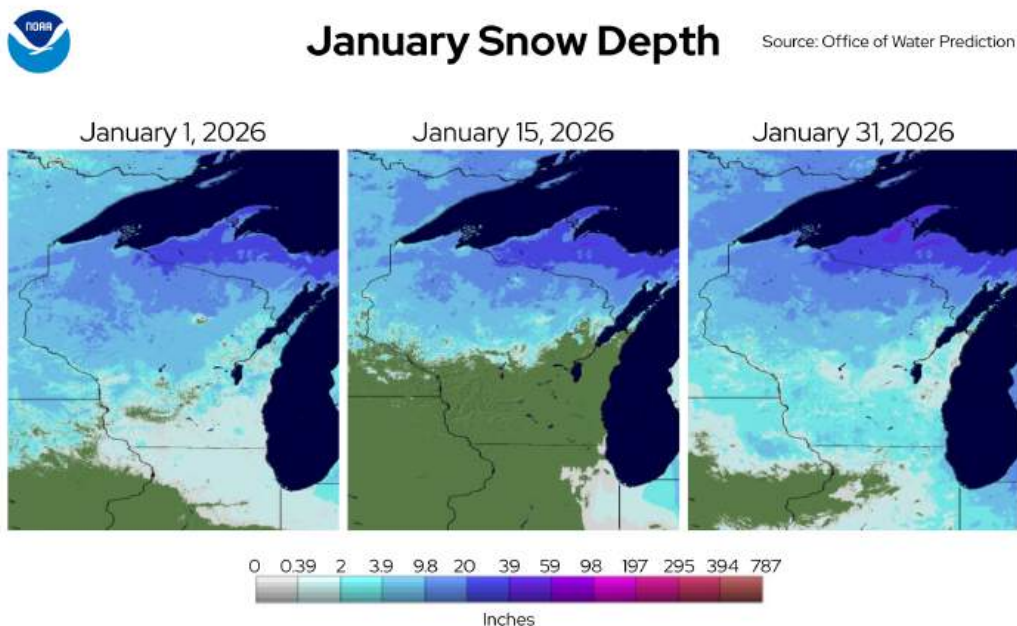 NOAA
January Snow Depth
Source: Office of Water Prediction
January 1, 2026
January 15, 2026
January 31, 2026
0 0.39 2 3.9 9.8 20 39 59 98 197 295 394 787
Inches